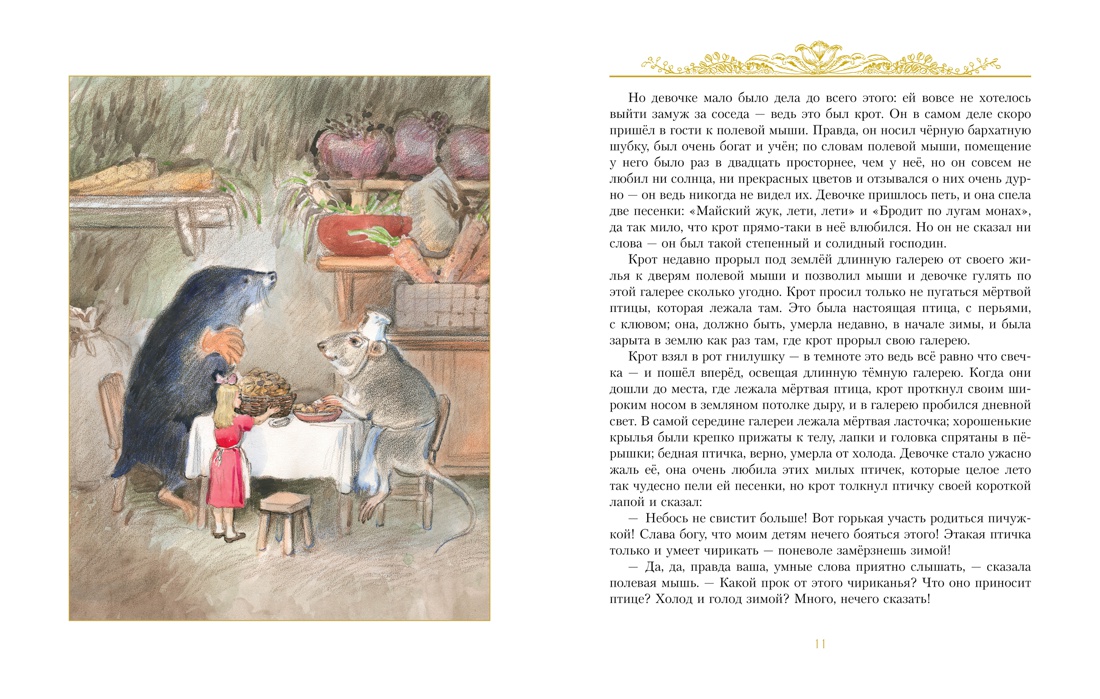 Но девочке мало было дела до всего этого: ей вовсе не хотелось
выйти замуж за соседа — ведь это был крот. Он в самом деле скоро
пришёл в гости к полевой мыши. Правда, он носил чёрную бархатную
шубку, был очень богат и учён; по словам полевой мыши, помещение
у него было раз в двадцать просторнее, чем у неё, но он совсем не
любил ни солнца, ни прекрасных цветов и отзывался о них очень дур-
но — он ведь никогда не видел их. Девочке пришлось петь, и она спела
две песенки: «Майский жук, лети, лети» и «Бродит по лугам монах»,
да так мило, что крот прямо-таки в неё влюбился. Но он не сказал ни
слова — он был такой степенный и солидный господин.
Крот недавно прорыл под землёй длинную галерею от своего жи-
лья к дверям полевой мыши и позволил мыши и девочке гулять по
этой галерее сколько угодно. Крот просил только не пугаться мёртвой
птицы, которая лежала там. Это была настоящая птица, с перьями,
с клювом; она, должно быть, умерла недавно, в начале зимы, и была
зарыта в землю как раз там, где крот прорыл свою галерею.
Крот взял в рот гнилушку — в темноте это ведь всё равно что свеч-
ка — и пошёл вперёд, освещая длинную тёмную галерею. Когда они
дошли до места, где лежала мёртвая птица, крот проткнул своим ши-
роким носом в земляном потолке дыру, и в галерею пробился дневной
свет. В самой середине галереи лежала мёртвая ласточка; хорошенькие
крылья были крепко прижаты к телу, лапки и головка спрятаны в пё-
рышки; бедная птичка, верно, умерла от холода. Девочке стало ужасно
жаль её, она очень любила этих милых птичек, которые целое лето
так чудесно пели ей песенки, но крот толкнул птичку своей короткой
лапой и сказал:
— Небось не свистит больше! Вот горькая участь родиться пичуж-
кой! Слава богу, что моим детям нечего бояться этого! Этакая птичка
только и умеет чирикать — поневоле замёрзнешь зимой!
— Да, да, правда ваша, умные слова приятно слышать, — сказала
полевая мышь. — Какой прок от этого чириканья? Что оно приносит
птице? Холод и голод зимой? Много, нечего сказать!
11